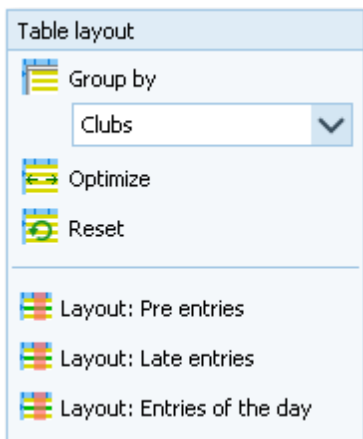 Table layout
Group by
Clubs
Optimize
Reset
Layout: Pre entries
Layout: Late entries
Layout: Entries of the day